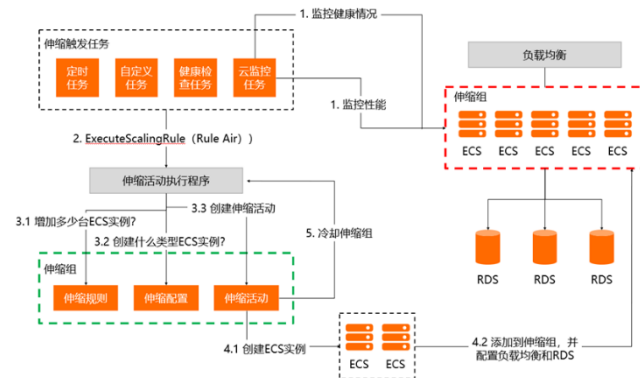 1. 监控健康情况
伸缩触发任务
定时
任务
自定义
任务
健康检
查任务
云监控
任务
1. 监控性能
负载均衡
伸缩组
ECS
ECS
ECS
ECS
ECS
2. ExecuteScalingRule（Rule Air））
伸缩活动执行程序
3.1 增加多少台ECS实例?
3.3 创建伸缩活动
3.2 创建什么类型ECS实例?
5. 冷却伸缩组
RDS
RDS
RDS
伸缩组
伸缩规则
伸缩配置
伸缩活动
4.1 创建ECS实例
ECS
ECS
4.2 添加到伸缩组，并
配置负载均衡和RDS